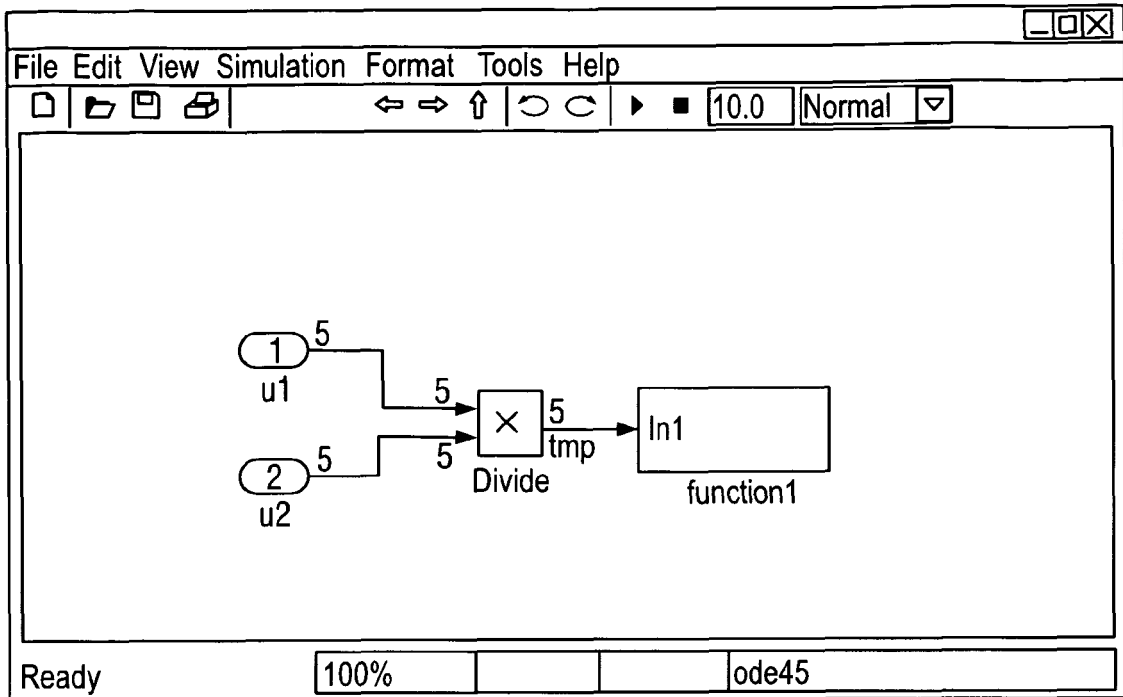 File Edit View Simulation Format Tools Help
10.0 Normal
5
1
u1
5
5
2
u2
5
×
Divide
5
tmp
In1
function1
Ready 100% ode45